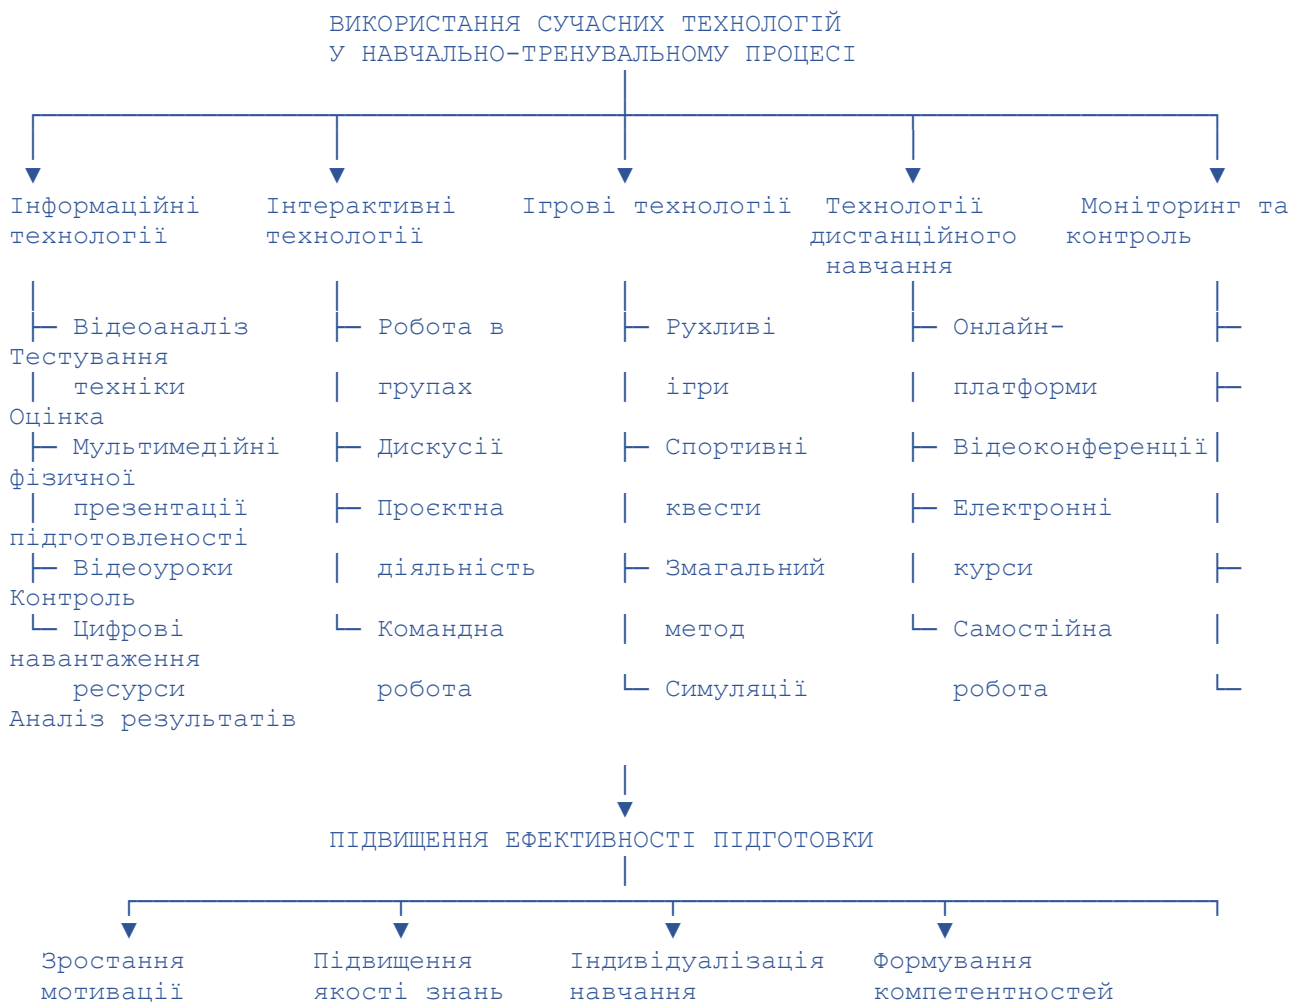 ВИКОРИСТАННЯ СУЧАСНИХ ТЕХНОЛОГІЙ
У НАВЧАЛЬНО-ТРЕНУВАЛЬНОМУ ПРОЦЕСІ
Інформаційні Інтерактивні Ігрові технології Технології Моніторинг та
технології технології дистанційного контроль
навчання
Відеоаналіз Робота в Рухливі Онлайн-
Тестування
техніки групах ігри платформи
Оцінка
Мультимедійні Дискусії Спортивні Відеоконференції
фізичної
презентації Проєктна квести Електронні
підготовленості
Відеоуроки діяльність Змагальний курси
Контроль
Цифрові Командна метод Самостійна
навантаження
ресурси робота Симуляції робота
Аналіз результатів
ПІДВИЩЕННЯ ЕФЕКТИВНОСТІ ПІДГОТОВКИ
Зростання Підвищення Індивідуалізація Формування
мотивації якості знань навчання компетентностей